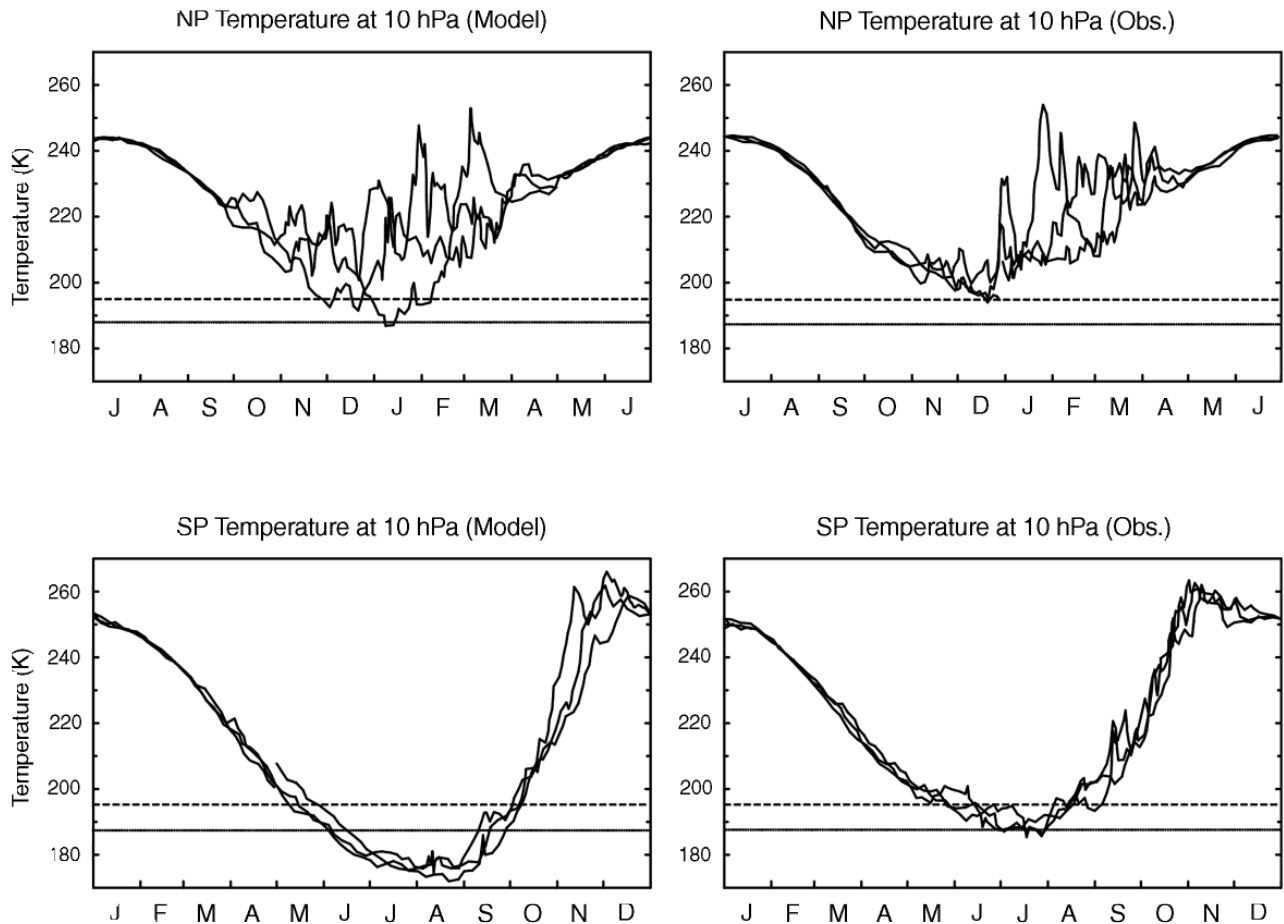 NP Temperature at 10 hPa (Model)
NP Temperature at 10 hPa (Obs.)
Temperature (K)
260
240
220
200
180
J A S O N D J F M A M J
260
240
220
200
180
J A S O N D J F M A M J
SP Temperature at 10 hPa (Model)
SP Temperature at 10 hPa (Obs.)
Temperature (K)
260
240
220
200
180
J F M A M J J A S O N D
260
240
220
200
180
J F M A M J J A S O N D